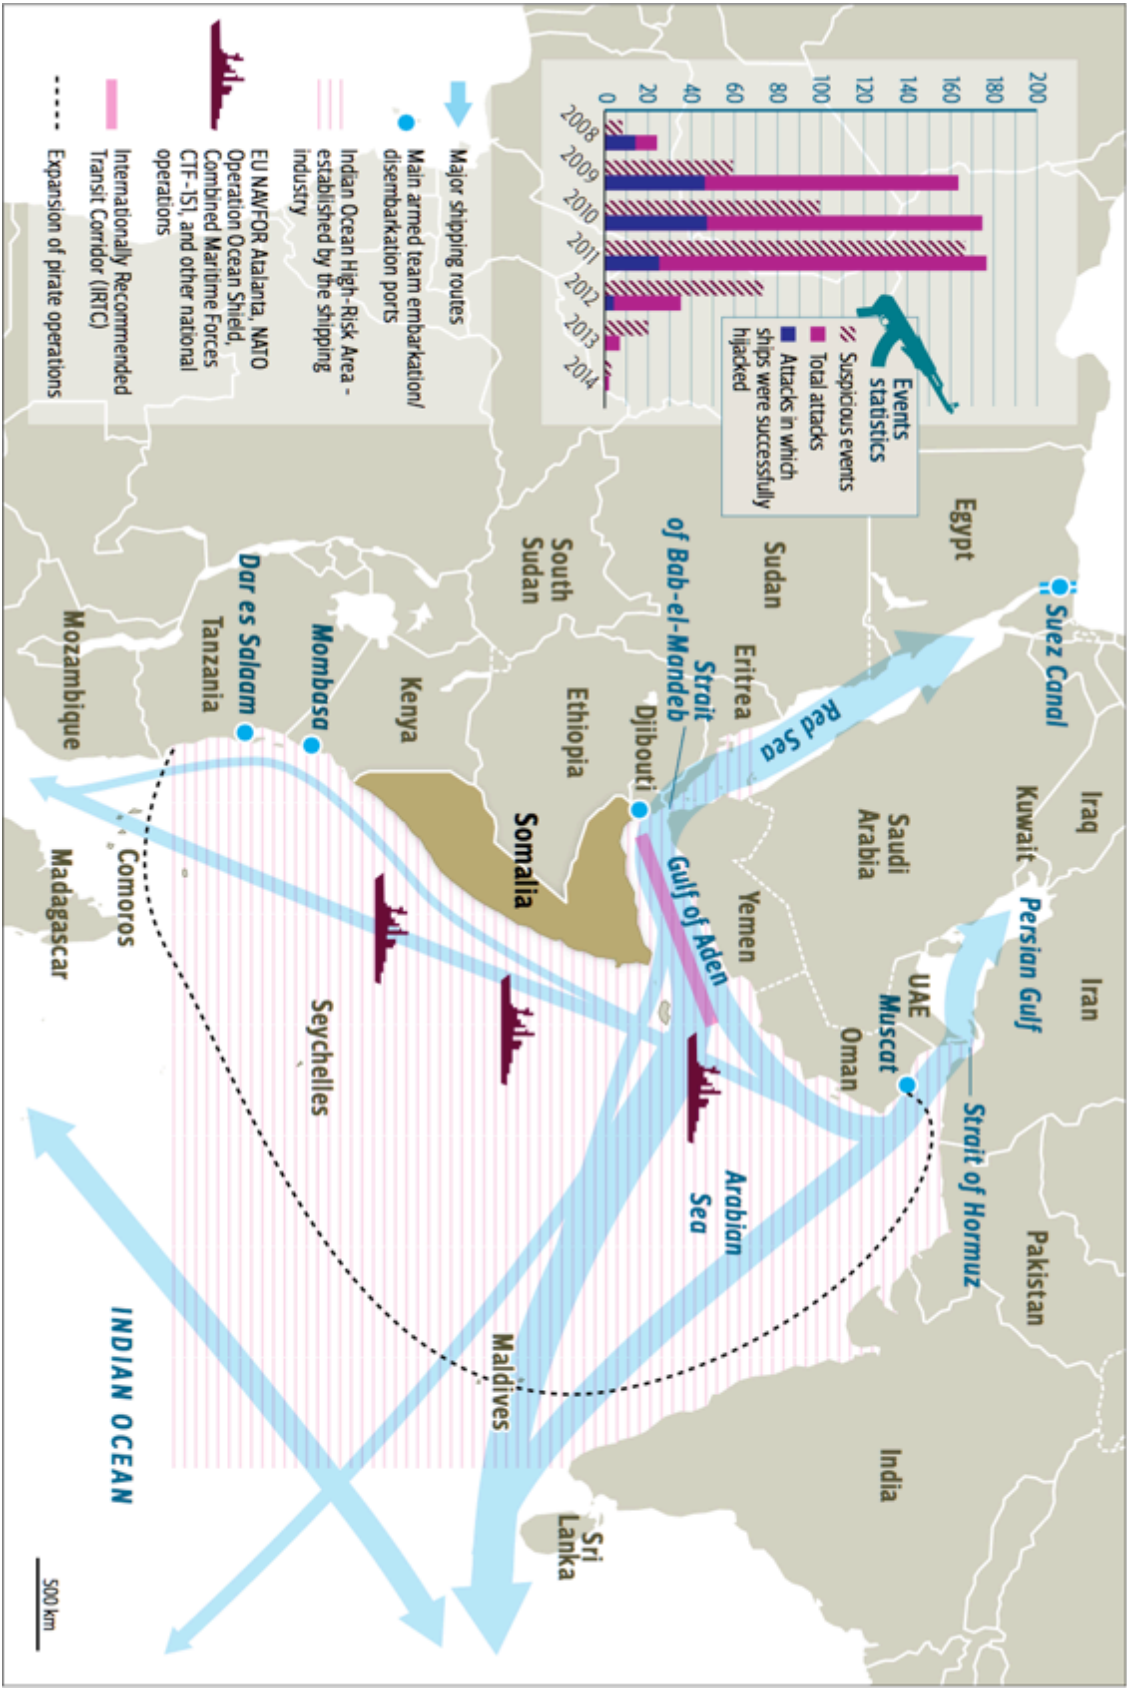 200
180
160
140
120
100
80
60
40
20
0
2008
2009
2010
2011
2012
2013
2014
Events
statistics
Suspicious events
Total attacks
Attacks in which
ships were successfully
hijacked
Major shipping routes
Main armed team embarkation/
disembarkation ports
Indian Ocean High-Risk Area -
established by the shipping
industry
EU NAVFOR Atalanta, NATO
Operation Ocean Shield,
Combined Maritime Forces
CTF-151, and other national
operations
Internationally Recommended
Transit Corridor (IRTC)
Expansion of pirate operations
Suez Canal
Egypt
Iraq
Kuwait
Iran
Persian Gulf
Saudi
Arabia
Red Sea
Sudan
UAE
Muscat
Oman
Strait of Hormuz
Pakistan
India
Eritrea
Strait
of Bab-el-Mandeb
Yemen
Gulf of Aden
Arabian
Sea
Djibouti
South
Sudan
Ethiopia
Somalia
Maldives
Sri
Lanka
Kenya
Mombasa
Dar es Salaam
Tanzania
Seychelles
Mozambique
Comoros
Madagascar
INDIAN OCEAN
500 km